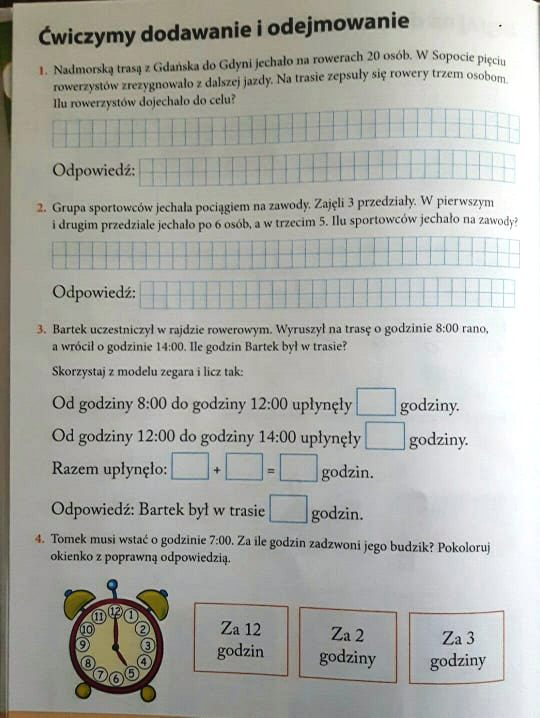 Ćwiczymy dodawanie i odejmowanie
1. Nadmorską trasą z Gdańska do Gdyni jechało na rowerach 20 osób. W Sopocie pięciu
rowerzystów zrezygnowało z dalszej jazdy. Na trasie zepsuły się rowery trzem osobom.
Ilu rowerzystów dojechało do celu?
Odpowiedź:
2. Grupa sportowców jechała pociągiem na zawody. Zajęli 3 przedziały. W pierwszym
i drugim przedziale jechało po 6 osób, a w trzecim 5. Ilu sportowców jechało na zawody?
Odpowiedź:
3. Bartek uczestniczył w rajdzie rowerowym. Wyruszył na trasę o godzinie 8:00 rano,
a wrócił o godzinie 14:00. Ile godzin Bartek był w trasie?
Skorzystaj z modelu zegara i licz tak:
Od godziny 8:00 do godziny 12:00 upłynęły godziny.
Od godziny 12:00 do godziny 14:00 upłynęły godziny.
Razem upłynęło: + = godzin.
Odpowiedź: Bartek był w trasie godzin.
4. Tomek musi wstać o godzinie 7:00. Za ile godzin zadzwoni jego budzik? Pokoloruj
okienko z poprawną odpowiedzią.
12 1 2 3 4 5 6 7 8 9 10 11
Za 12
godzin
Za 2
godziny
Za 3
godziny